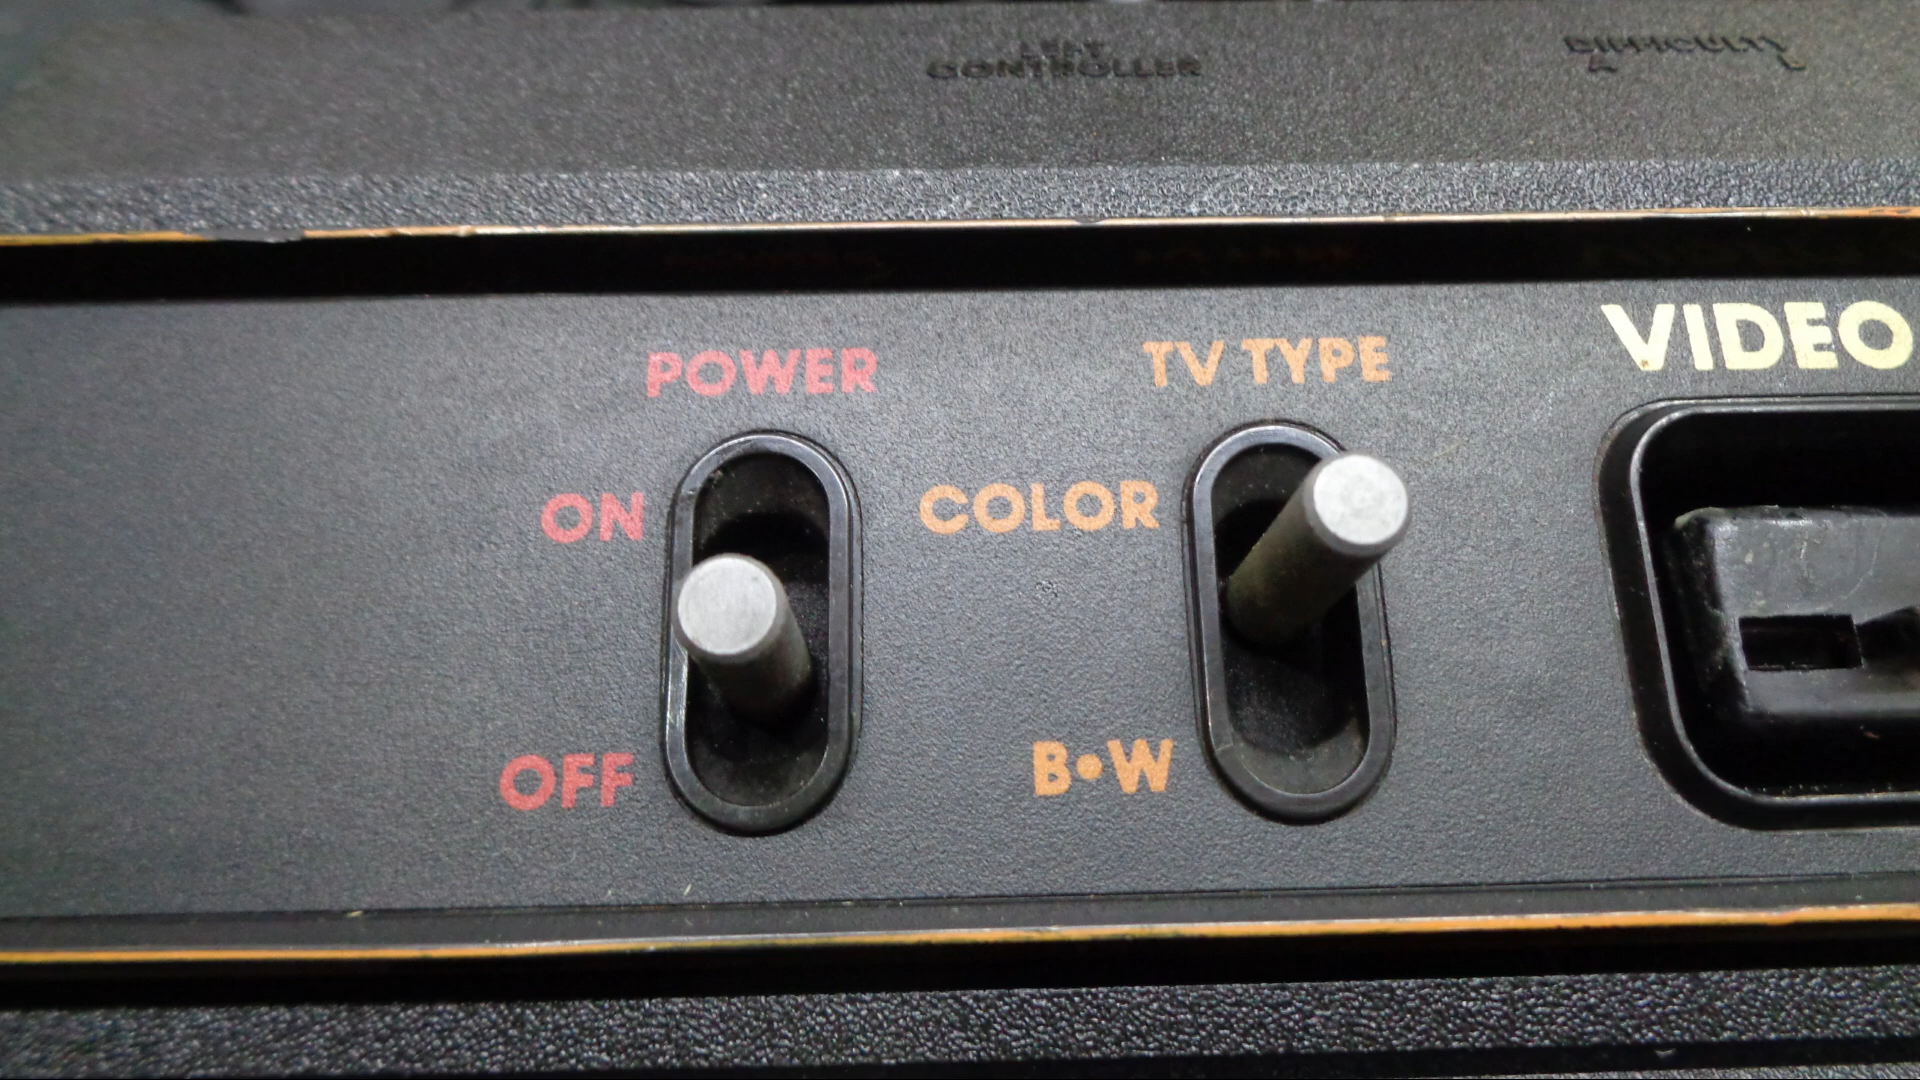 LEFT
CONTROLLER
DIFFICULTY
A B
POWER
TV TYPE
VIDEO
ON
COLOR
OFF
B•W